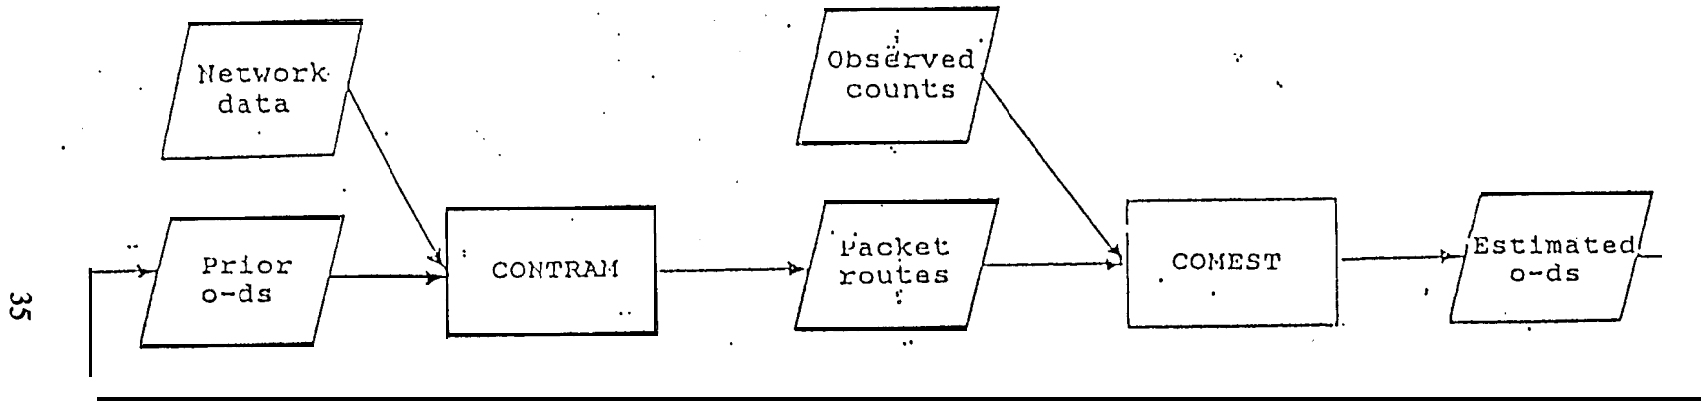 Network
data
Observed
counts
Prior
o-ds
CONTRAM
Packet
routes
COMEST
Estimated
o-ds
35